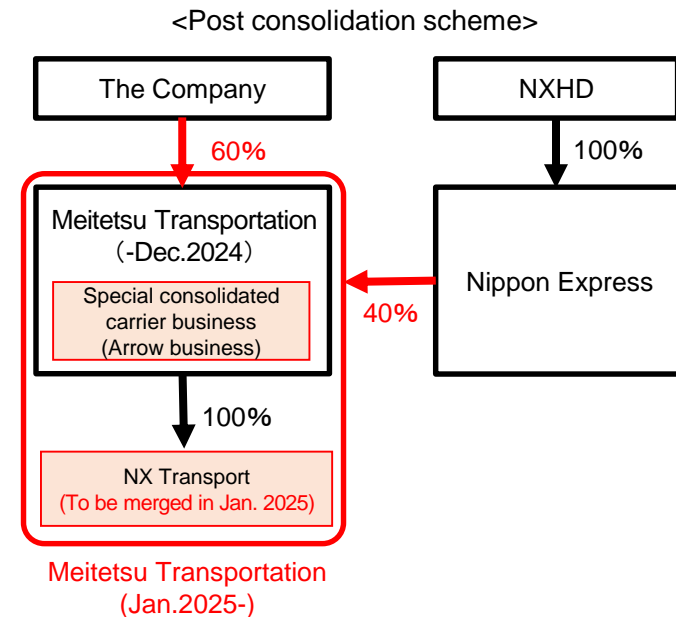 <Post consolidation scheme>
The Company
NXHD
60%
100%
Meitetsu Transportation
（-Dec.2024）
Special consolidated
carrier business
(Arrow business)
Nippon Express
40%
100%
NX Transport
(To be merged in Jan. 2025)
Meitetsu Transportation
(Jan.2025-)